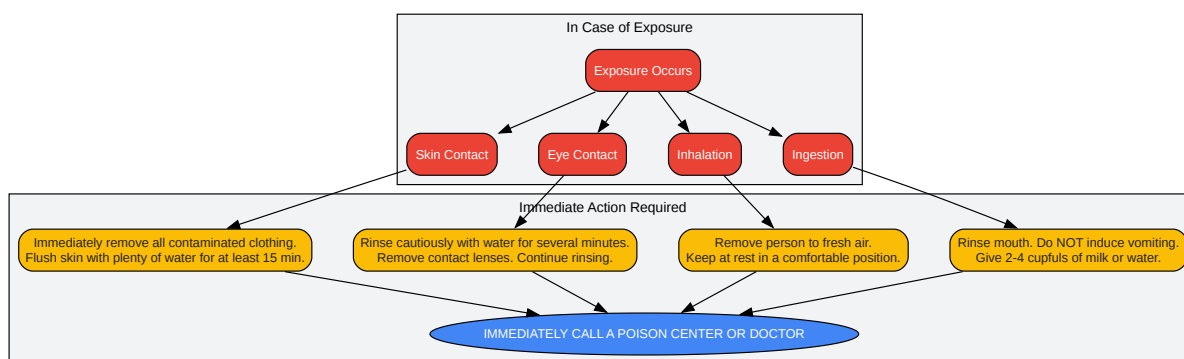 In Case of Exposure
Exposure Occurs
Skin Contact
Eye Contact
Inhalation
Ingestion
Immediate Action Required
Immediately remove all contaminated clothing.
Flush skin with plenty of water for at least 15 min.
Rinse cautiously with water for several minutes.
Remove contact lenses. Continue rinsing.
Remove person to fresh air.
Keep at rest in a comfortable position.
Rinse mouth. Do NOT induce vomiting.
Give 2-4 cupfuls of milk or water.
IMMEDIATELY CALL A POISON CENTER OR DOCTOR